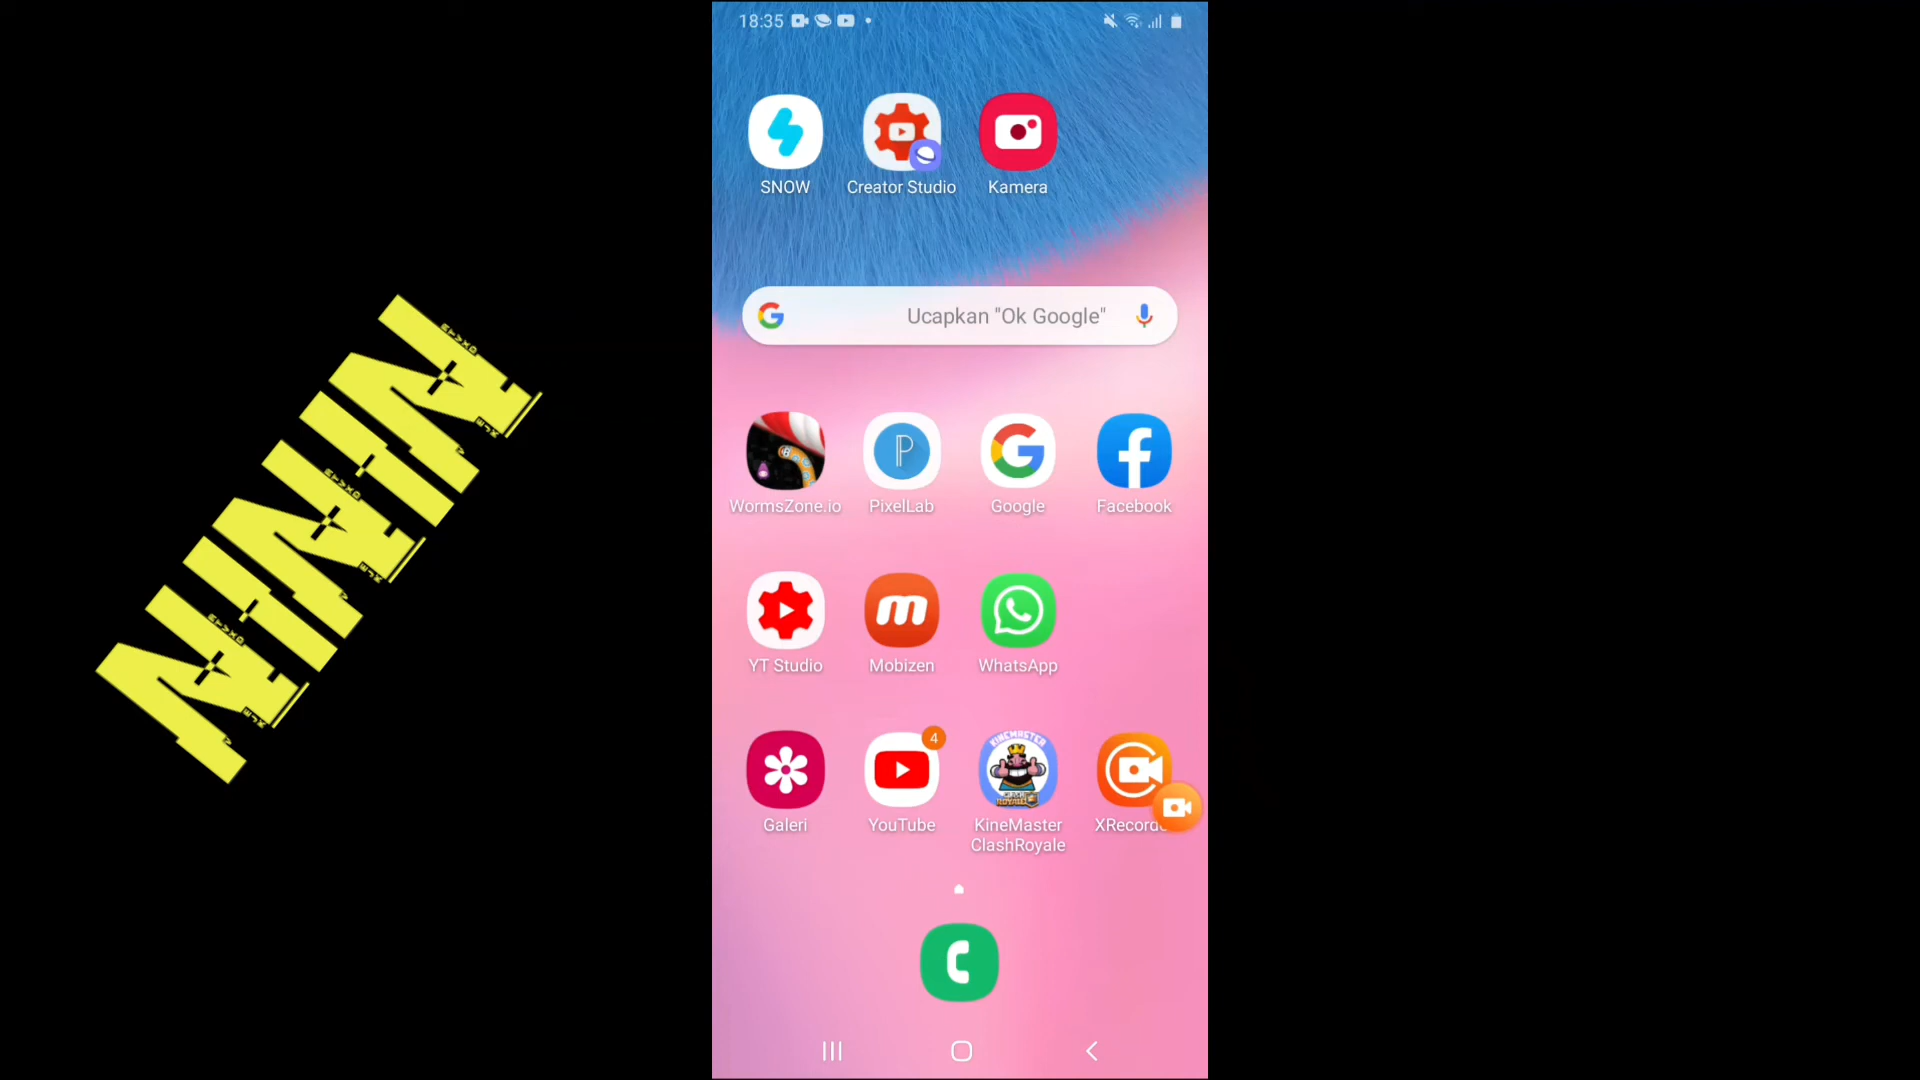 18:35
SNOW
Creator Studio
Kamera
Ucapkan "Ok Google"
WormsZone.io
PixelLab
Google
Facebook
YT Studio
Mobizen
WhatsApp
Galeri
4
YouTube
KineMaster
ClashRoyale
XRecord